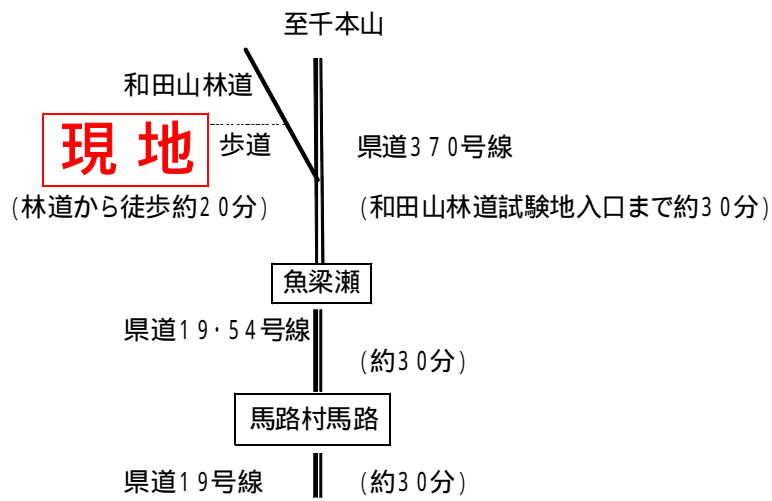 至千本山
和田山林道
現地
歩道
県道370号線
(林道から徒歩約20分)
(和田山林道試験地入口まで約30分)
魚梁瀬
県道19・54号線
(約30分)
馬路村馬路
県道19号線
(約30分)